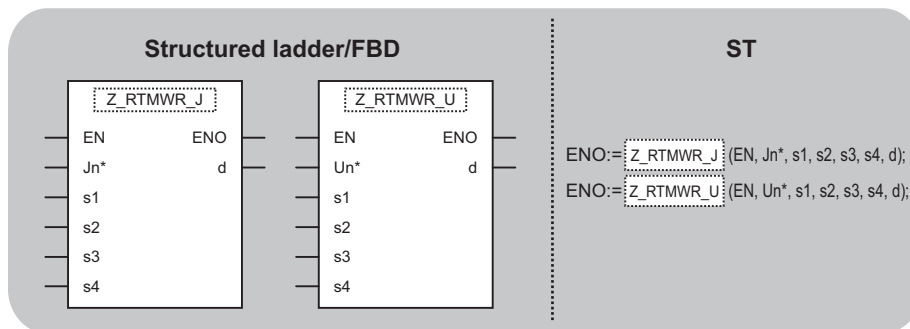 Structured ladder/FBD
Z_RTMWR_J
EN ENO
Jn* d
s1
s2
s3
s4
Z_RTMWR_U
EN ENO
Un* d
s1
s2
s3
s4
ST
ENO:= Z_RTMWR_J (EN, Jn*, s1, s2, s3, s4, d);
ENO:= Z_RTMWR_U (EN, Un*, s1, s2, s3, s4, d);